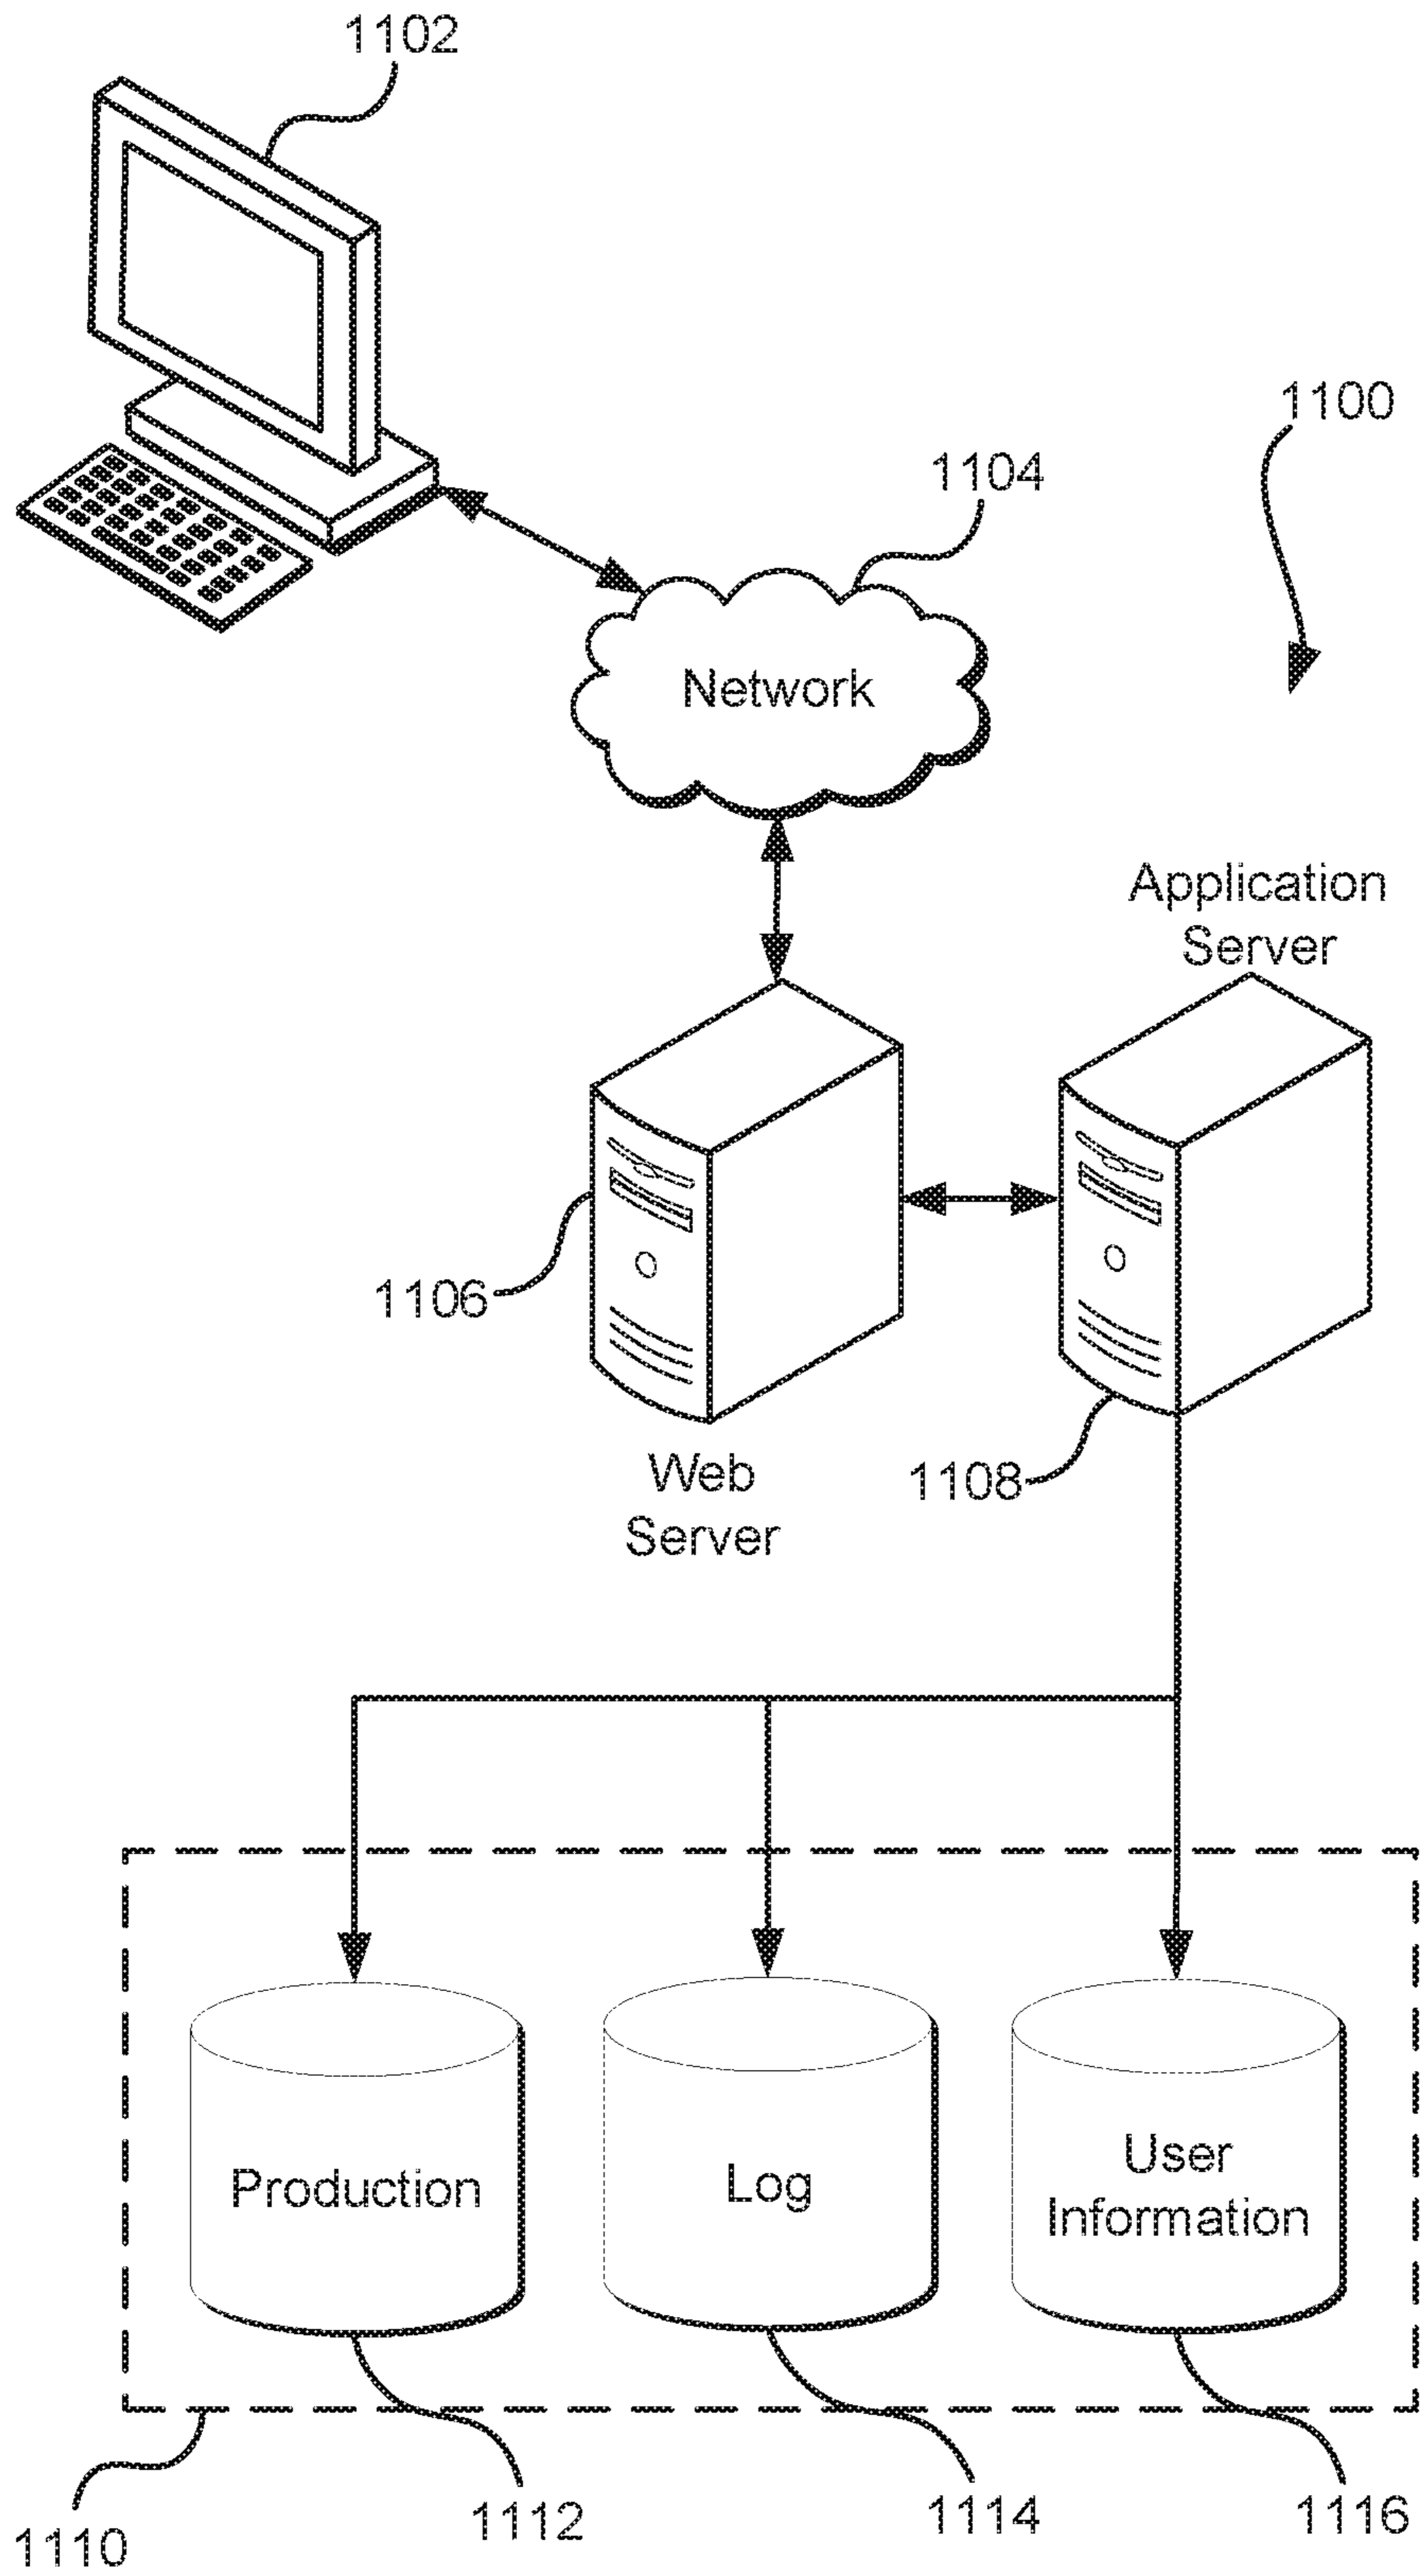 1102
1100
1104
Network
Application
Server
1106
Web
Server
1108
Production
Log
User
Information
1110
1112
1114
1116